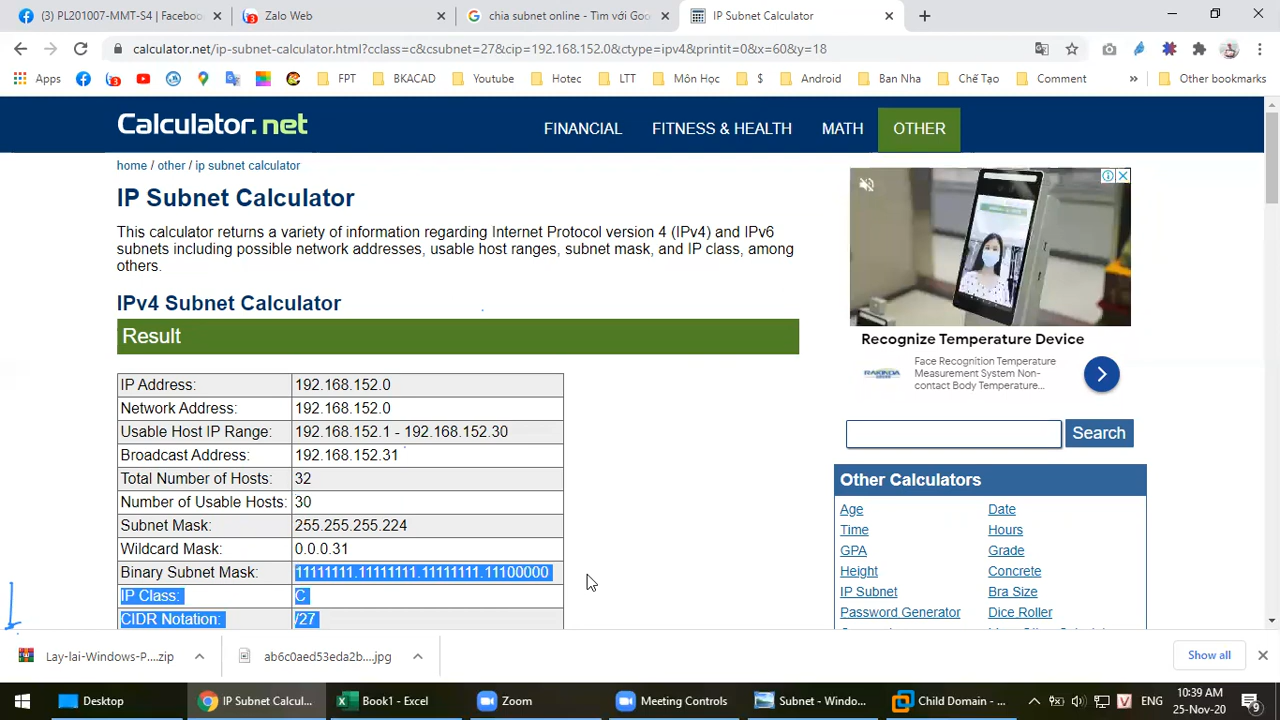 (3) PL201007-MMT-S4 | Faceboo
Zalo Web
chia subnet online - Tìm với Goo
IP Subnet Calculator
calculator.net/ip-subnet-calculator.html?cclass=c&csubnet=27&cip=192.168.152.0&ctype=ipv4&printit=0&x=60&y=18
Apps
FPT
BKACAD
Youtube
Hotec
LTT
Môn Học
$
Android
Ban Nha
Chế Tạo
Comment
»
Other bookmarks
Calculator.net
FINANCIAL
FITNESS & HEALTH
MATH
OTHER
home / other / ip subnet calculator
IP Subnet Calculator
This calculator returns a variety of information regarding Internet Protocol version 4 (IPv4) and IPv6
subnets including possible network addresses, usable host ranges, subnet mask, and IP class, among
others.
IPv4 Subnet Calculator
Result
IP Address: 192.168.152.0
Network Address: 192.168.152.0
Usable Host IP Range: 192.168.152.1 - 192.168.152.30
Broadcast Address: 192.168.152.31
Total Number of Hosts: 32
Number of Usable Hosts: 30
Subnet Mask: 255.255.255.224
Wildcard Mask: 0.0.0.31
Binary Subnet Mask: 11111111.11111111.11111111.11100000
IP Class: C
CIDR Notation: /27
Recognize Temperature Device
RAKINDA
Face Recognition Temperature
Measurement System Non-
contact Body Temperature...
Search
Other Calculators
Age Date
Time Hours
GPA Grade
Height Concrete
IP Subnet Bra Size
Password Generator Dice Roller
Lay-lai-Windows-P....zip
ab6c0aed53eda2b....jpg
Show all
Desktop
IP Subnet Calcul...
Book1 - Excel
Zoom
Meeting Controls
Subnet - Windo...
Child Domain - ...
V
ENG
10:39 AM
25-Nov-20
9